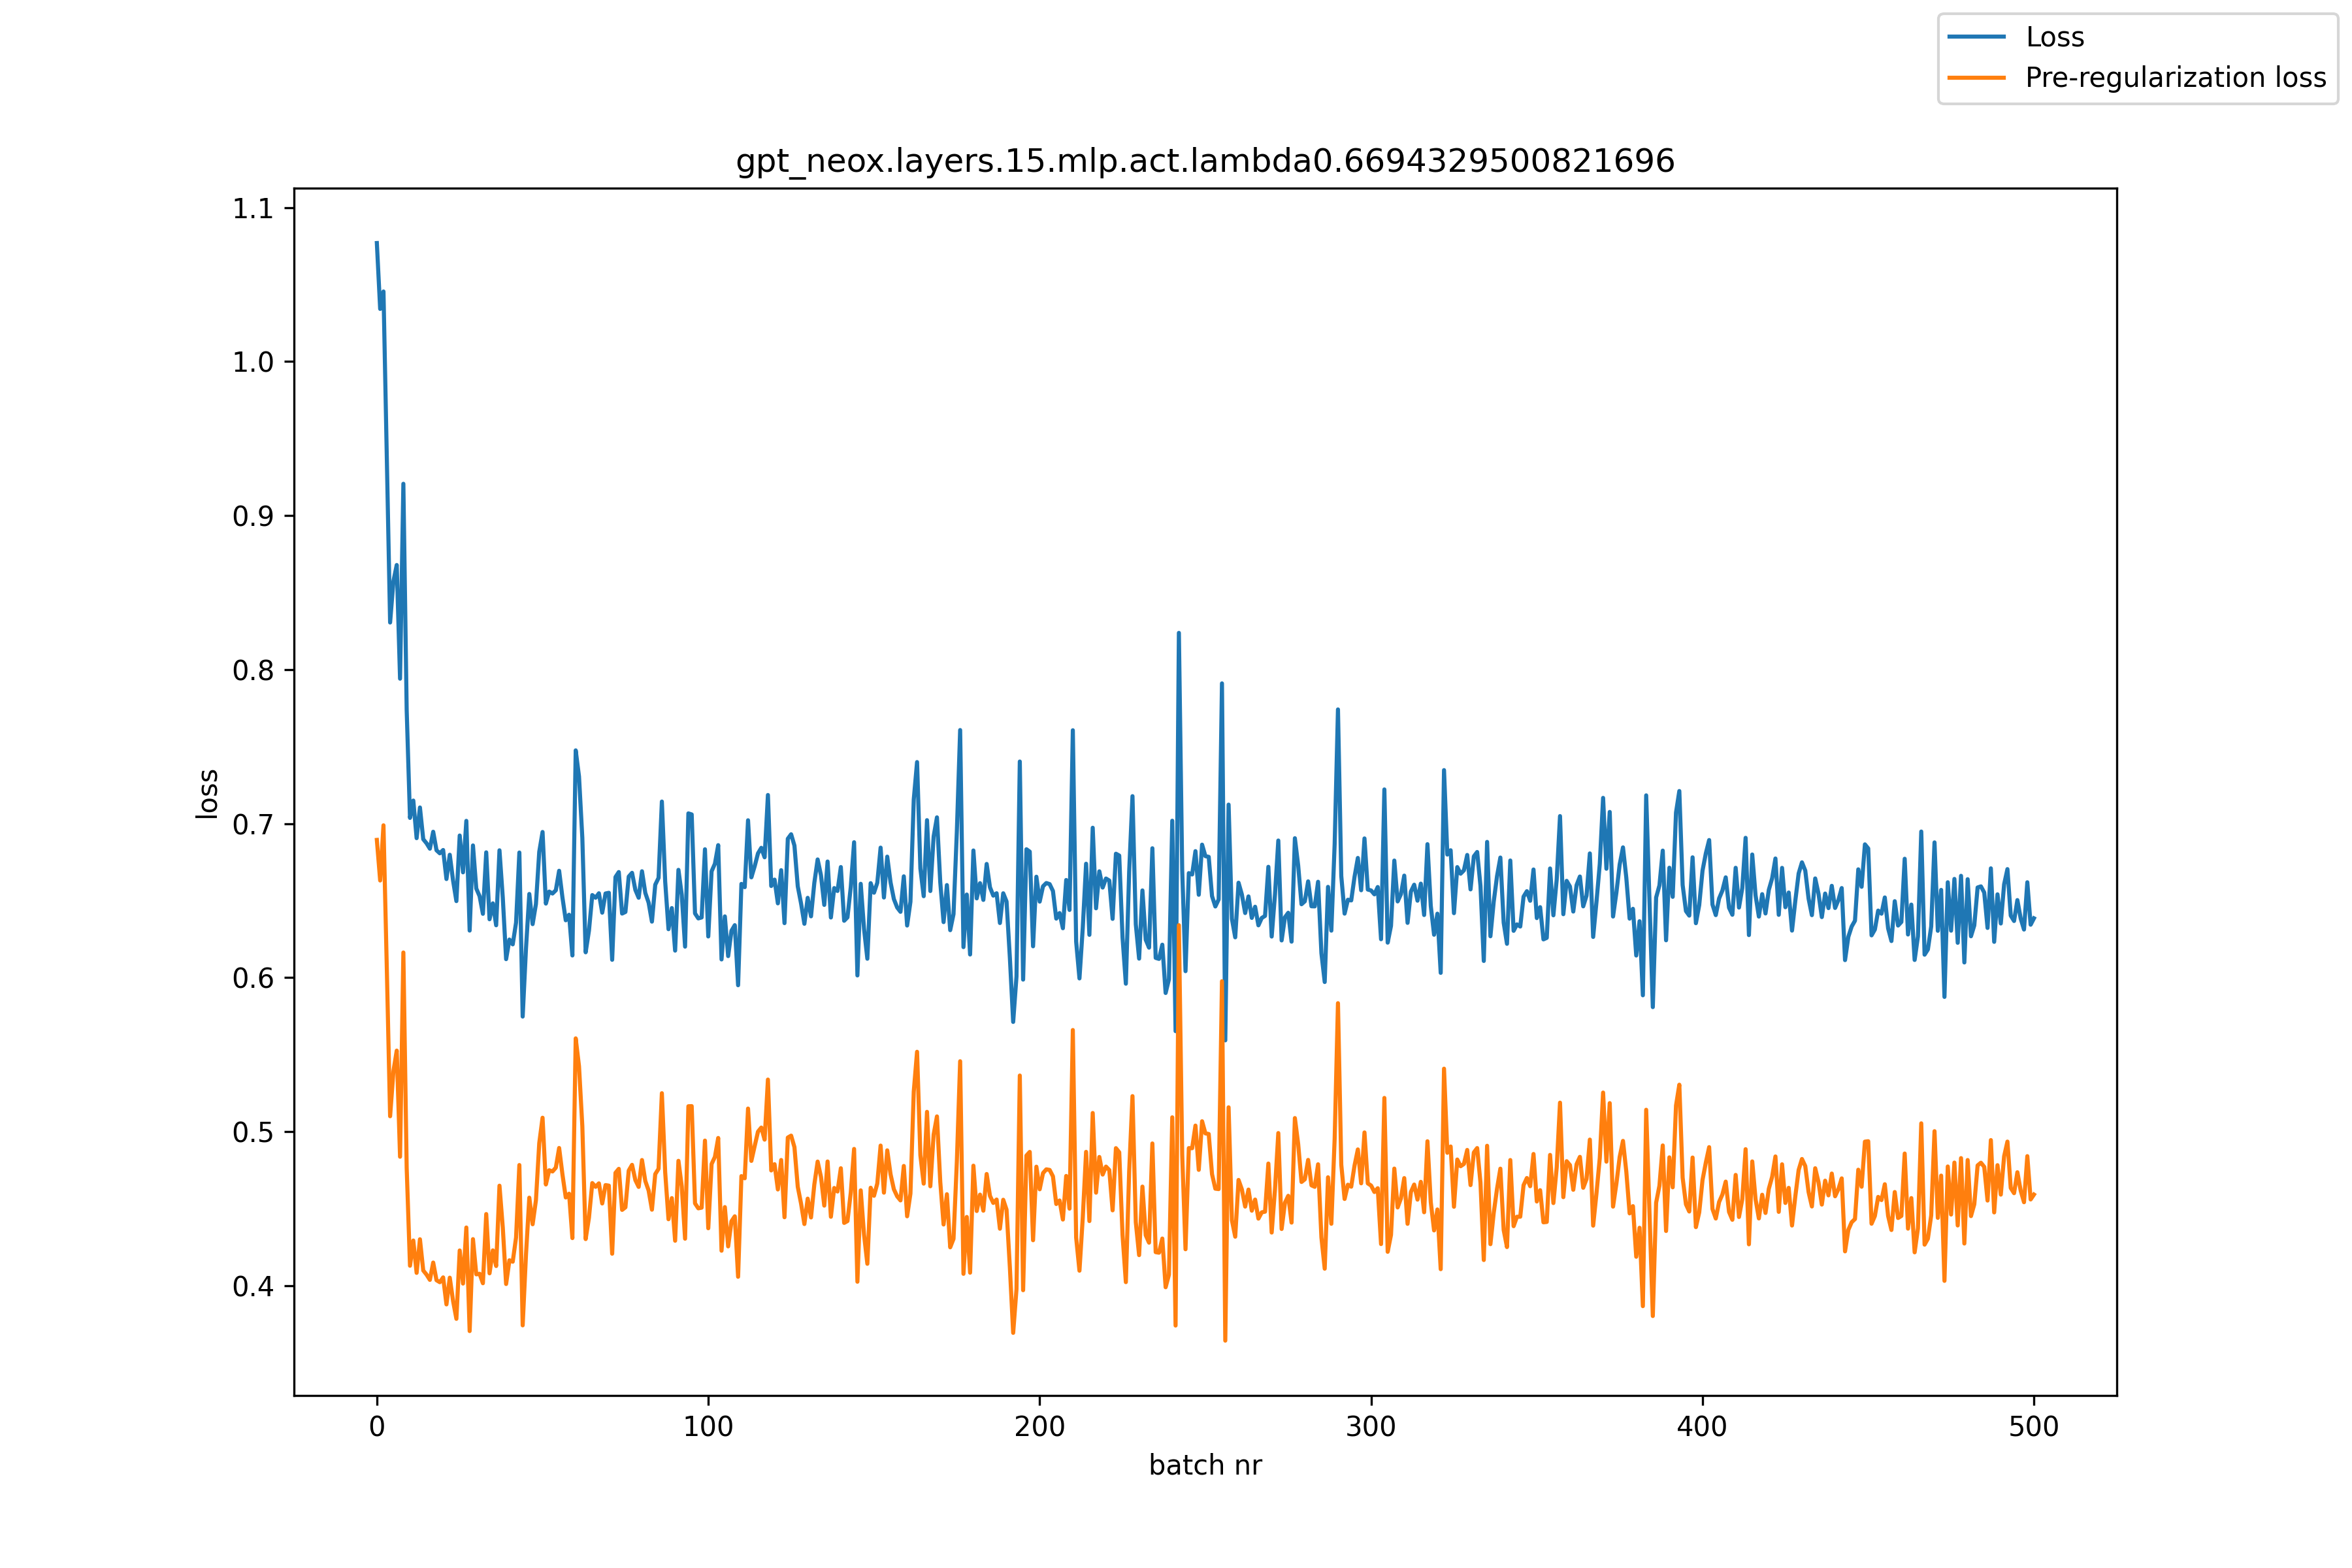 Loss
Pre-regularization loss
gpt_neox.layers.15.mlp.act.lambda0.6694329500821696
1.1
1.0
0.9
0.8
0.7
0.6
0.5
0.4
loss
0 100 200 300 400 500
batch nr